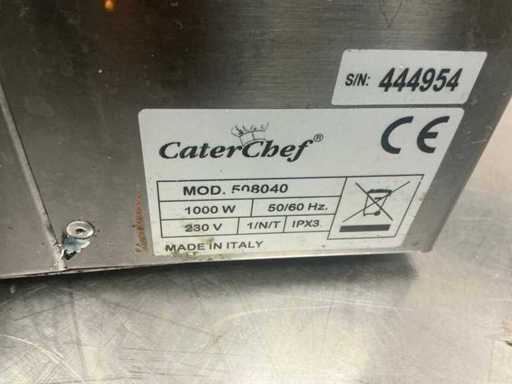 S/N: 444954
CaterChef® CE
MOD. 508040
1000 W 50/60 Hz.
230 V 1/N/T IPX3
MADE IN ITALY